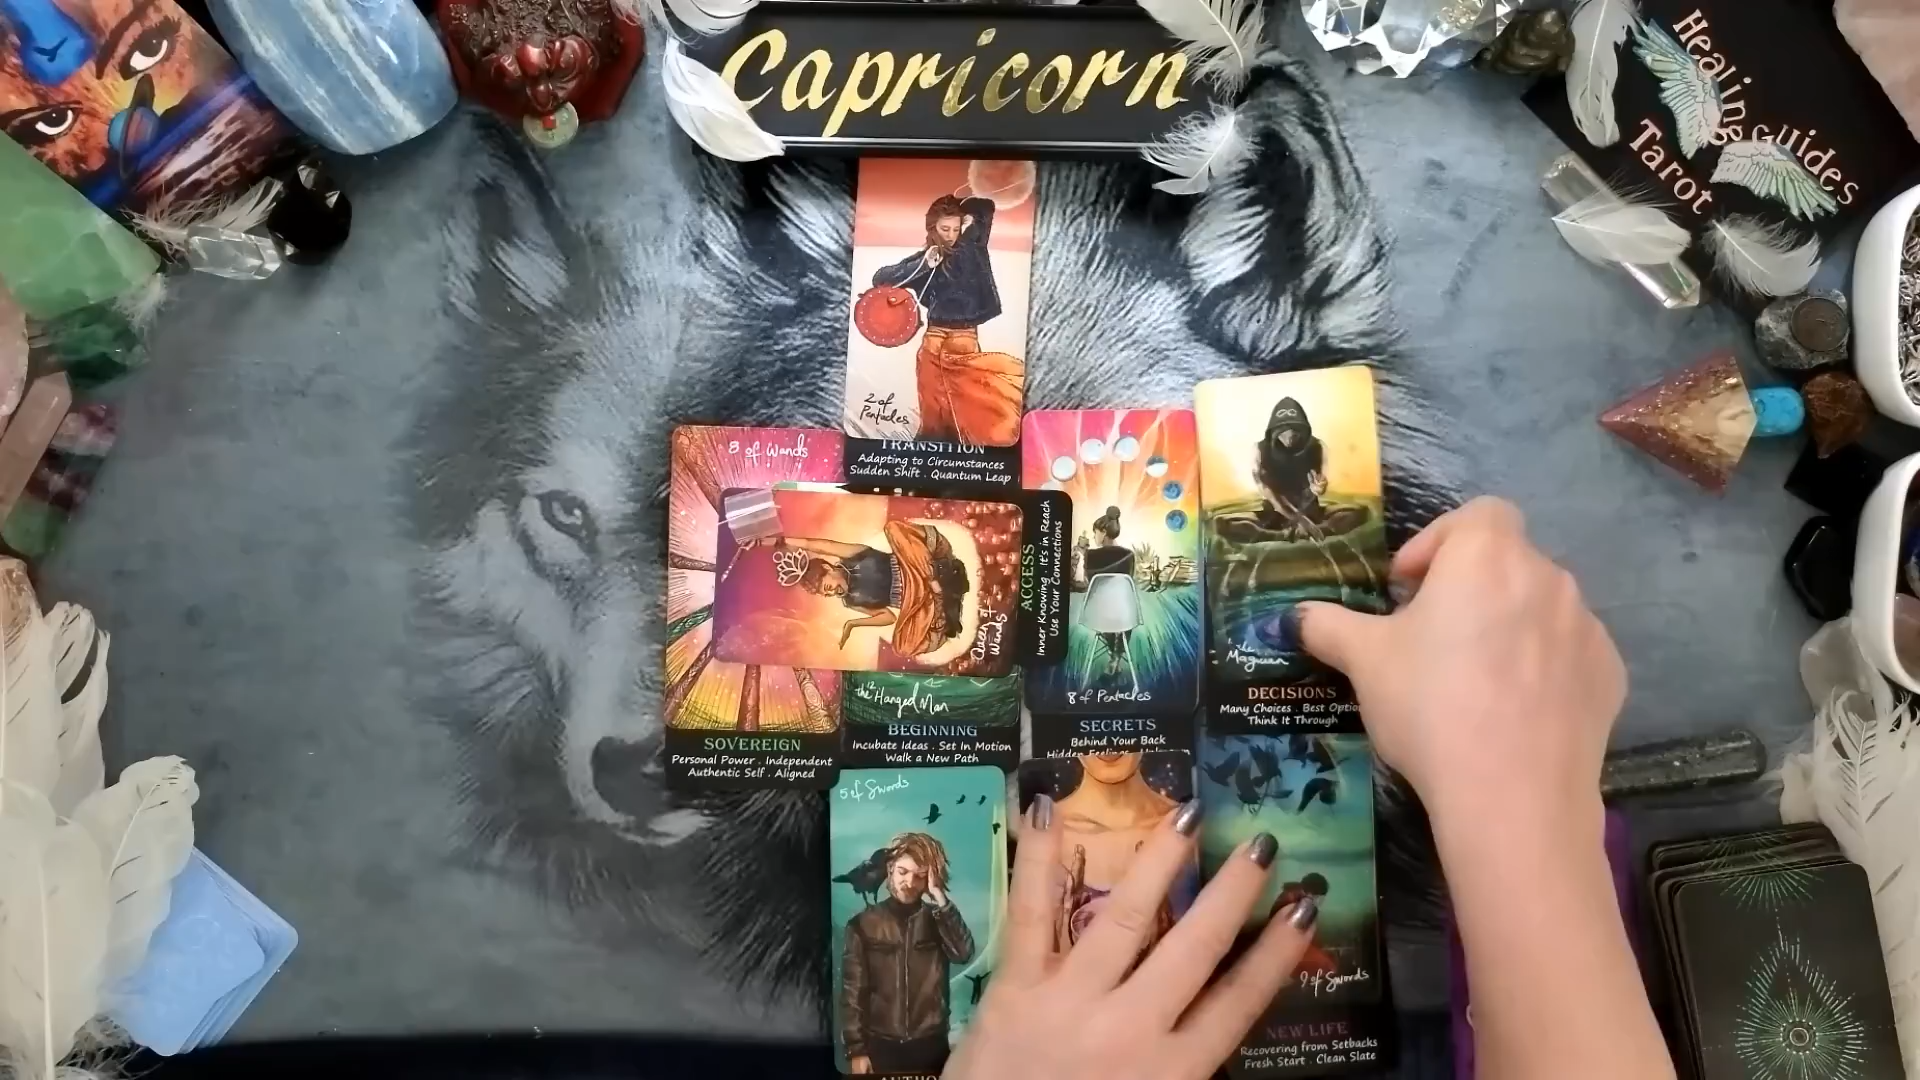 Capricorn
Healing Guides
Tarot
2 of
Pentacles
TRANSITION
Adapting to Circumstances
Sudden Shift . Quantum Leap
8 of Wands
ACCESS
Inner Knowing . It's in Reach
Use Your Connections
Queen of
Wands
SOVEREIGN
Personal Power . Independent
Authentic Self . Aligned
12
the Hanged Man
BEGINNING
Incubate Ideas . Set In Motion
Walk a New Path
8 of Pentacles
SECRETS
Behind Your Back
Hidden Feelings . Unknown
the
Magician
DECISIONS
Many Choices . Best Optio
Think It Through
5 of Swords
9 of Swords
NEW LIFE
Recovering from Setbacks
Fresh Start . Clean Slate